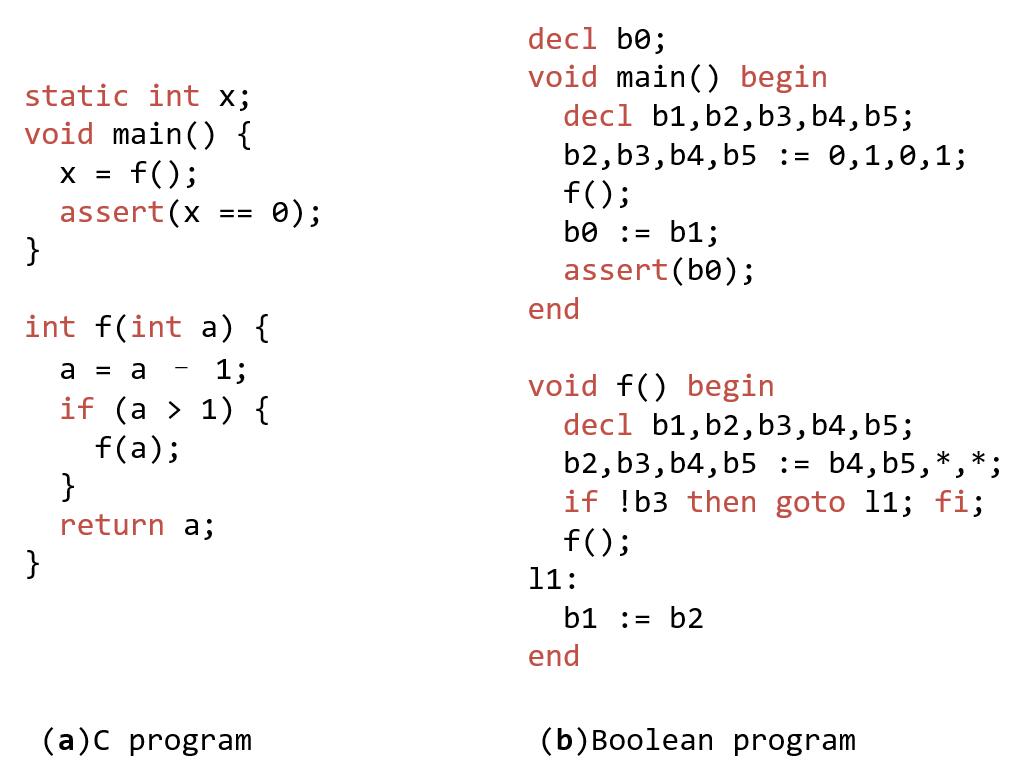 static int x;
void main() {
  x = f();
  assert(x == 0);
}

int f(int a) {
  a = a - 1;
  if (a > 1) {
    f(a);
  }
  return a;
}

(a)C program

decl b0;
void main() begin
  decl b1,b2,b3,b4,b5;
  b2,b3,b4,b5 := 0,1,0,1;
  f();
  b0 := b1;
  assert(b0);
end

void f() begin
  decl b1,b2,b3,b4,b5;
  b2,b3,b4,b5 := b4,b5,*,*;
  if !b3 then goto l1; fi;
  f();
l1:
  b1 := b2
end

(b)Boolean program